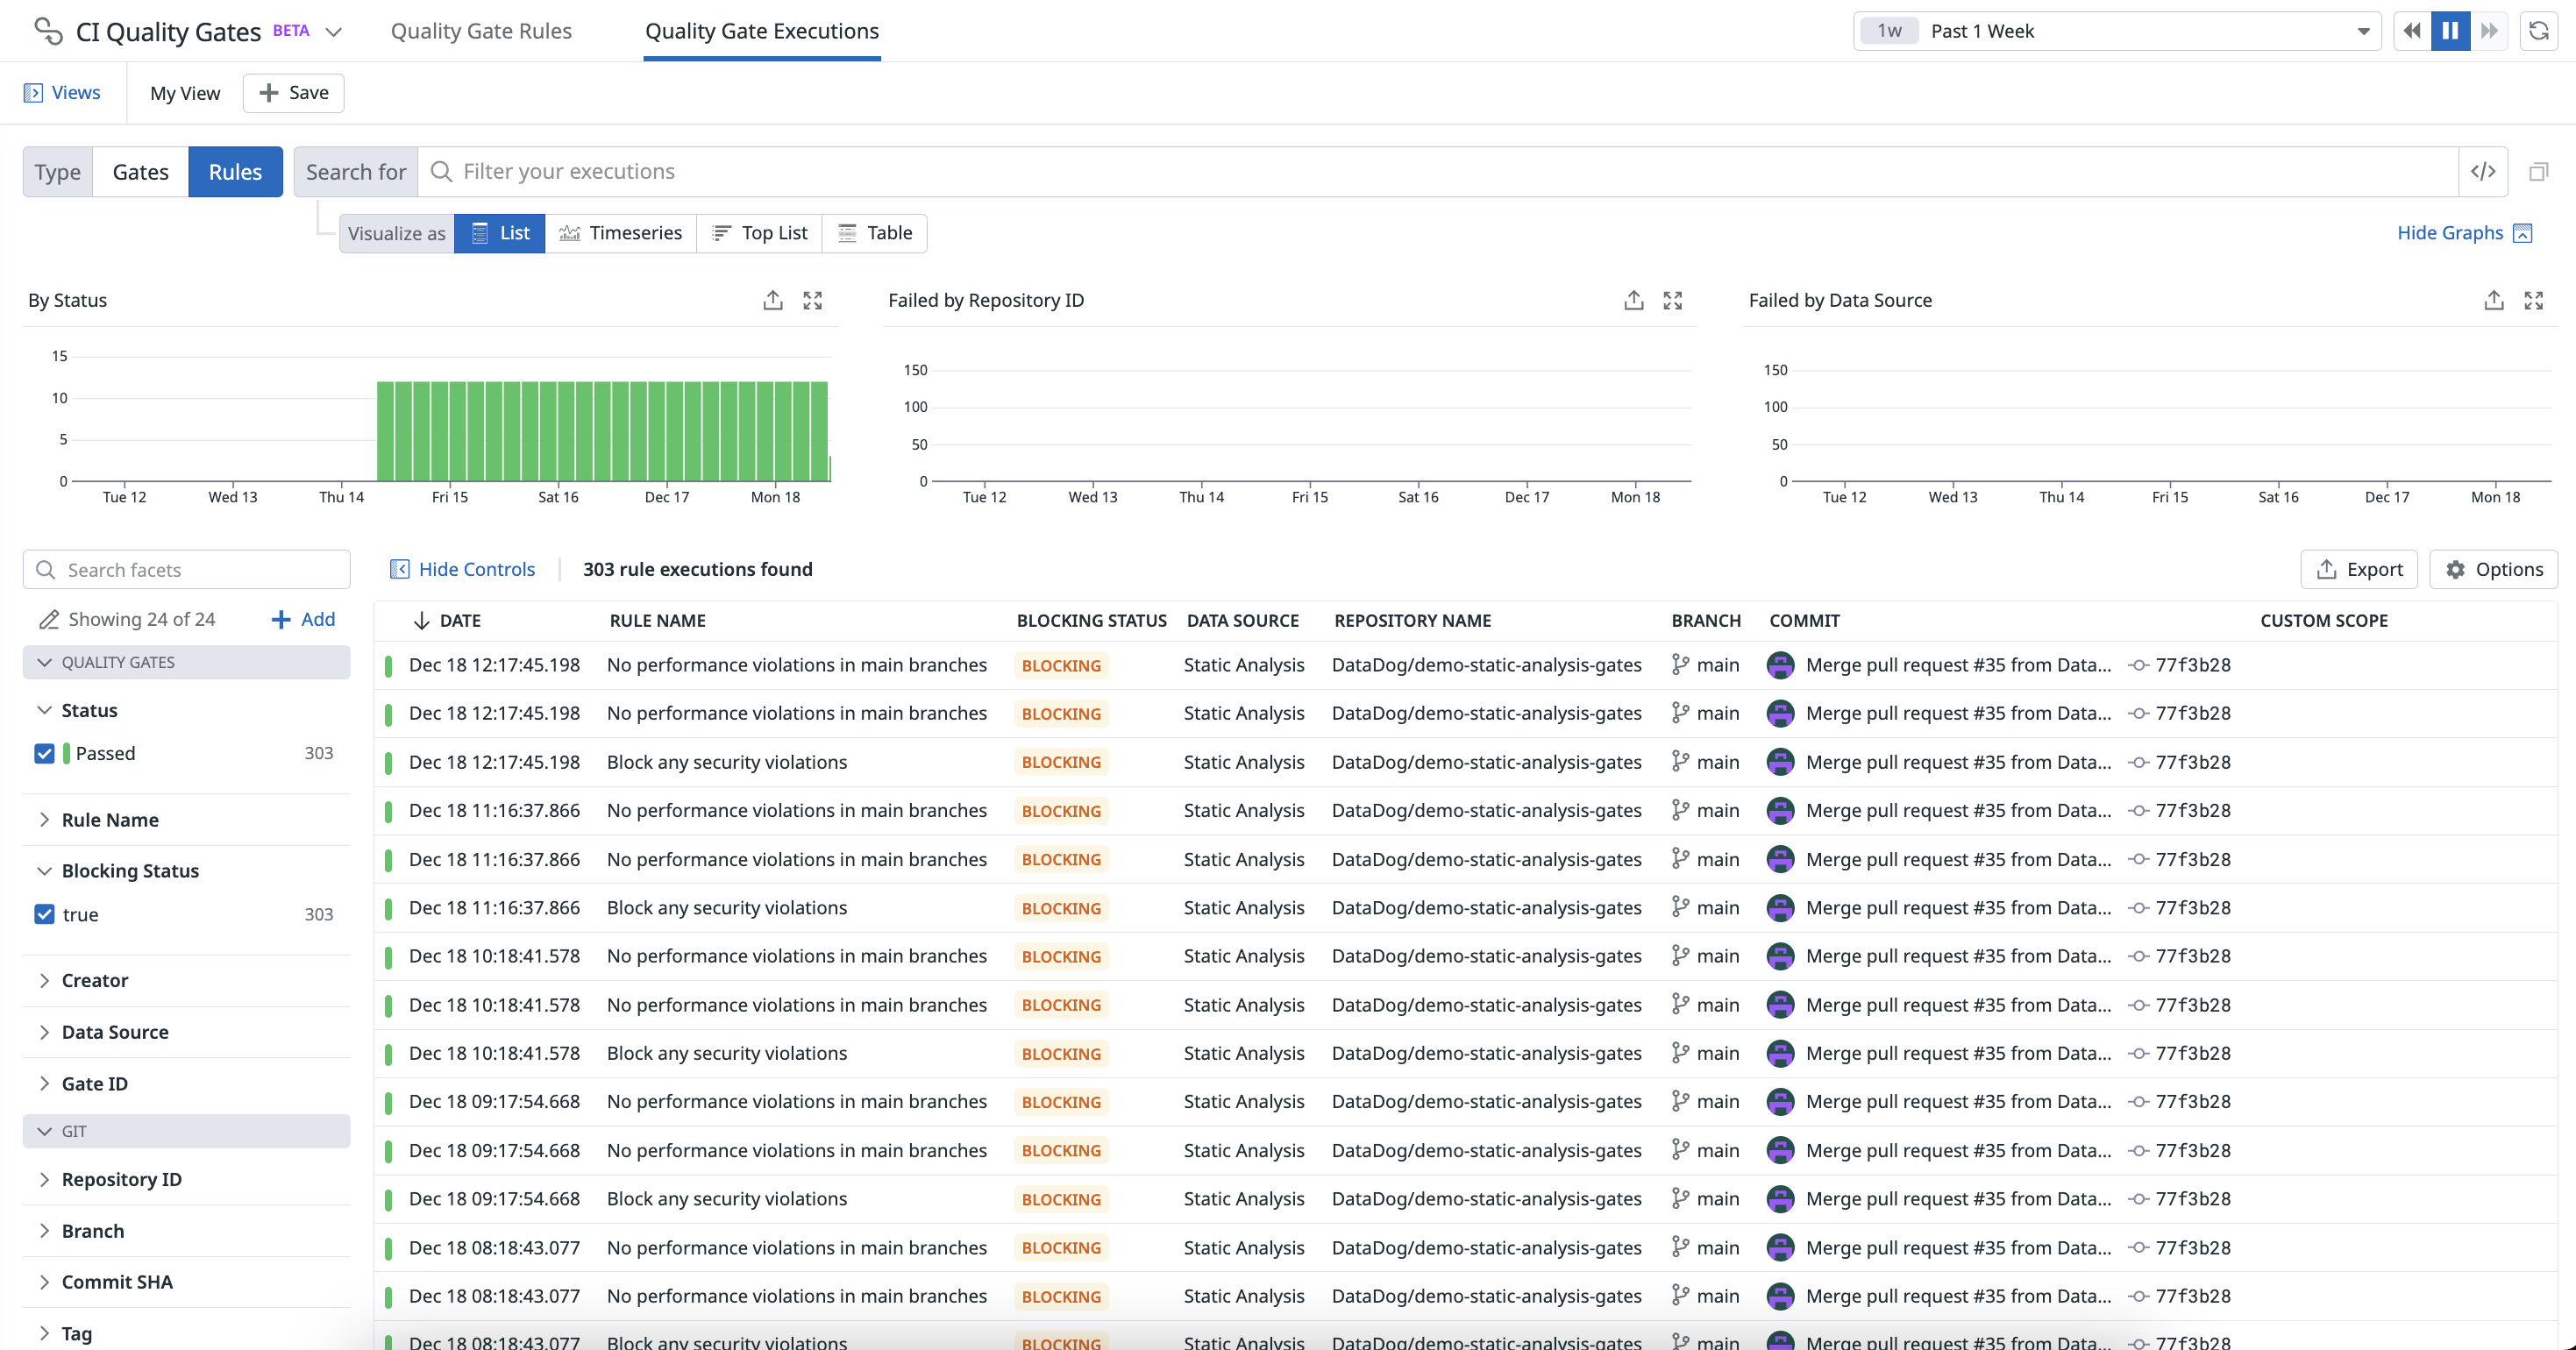 CI Quality Gates BETA Quality Gate Rules Quality Gate Executions 1w Past 1 Week
Views My View Save
Type Gates Rules Search for Filter your executions </>
Visualize as List Timeseries Top List Table Hide Graphs
By Status Failed by Repository ID Failed by Data Source
15
10
5
0
Tue 12 Wed 13 Thu 14 Fri 15 Sat 16 Dec 17 Mon 18
150
100
50
0
Tue 12 Wed 13 Thu 14 Fri 15 Sat 16 Dec 17 Mon 18
150
100
50
0
Tue 12 Wed 13 Thu 14 Fri 15 Sat 16 Dec 17 Mon 18
Search facets
Showing 24 of 24 Add
QUALITY GATES
Status
Passed 303
Rule Name
Blocking Status
true 303
Creator
Data Source
Gate ID
GIT
Repository ID
Branch
Commit SHA
Tag
Hide Controls 303 rule executions found Export Options
DATE RULE NAME BLOCKING STATUS DATA SOURCE REPOSITORY NAME BRANCH COMMIT CUSTOM SCOPE
Dec 18 12:17:45.198 No performance violations in main branches BLOCKING Static Analysis DataDog/demo-static-analysis-gates main Merge pull request #35 from Data... 77f3b28
Dec 18 12:17:45.198 No performance violations in main branches BLOCKING Static Analysis DataDog/demo-static-analysis-gates main Merge pull request #35 from Data... 77f3b28
Dec 18 12:17:45.198 Block any security violations BLOCKING Static Analysis DataDog/demo-static-analysis-gates main Merge pull request #35 from Data... 77f3b28
Dec 18 11:16:37.866 No performance violations in main branches BLOCKING Static Analysis DataDog/demo-static-analysis-gates main Merge pull request #35 from Data... 77f3b28
Dec 18 11:16:37.866 No performance violations in main branches BLOCKING Static Analysis DataDog/demo-static-analysis-gates main Merge pull request #35 from Data... 77f3b28
Dec 18 11:16:37.866 Block any security violations BLOCKING Static Analysis DataDog/demo-static-analysis-gates main Merge pull request #35 from Data... 77f3b28
Dec 18 10:18:41.578 No performance violations in main branches BLOCKING Static Analysis DataDog/demo-static-analysis-gates main Merge pull request #35 from Data... 77f3b28
Dec 18 10:18:41.578 No performance violations in main branches BLOCKING Static Analysis DataDog/demo-static-analysis-gates main Merge pull request #35 from Data... 77f3b28
Dec 18 10:18:41.578 Block any security violations BLOCKING Static Analysis DataDog/demo-static-analysis-gates main Merge pull request #35 from Data... 77f3b28
Dec 18 09:17:54.668 No performance violations in main branches BLOCKING Static Analysis DataDog/demo-static-analysis-gates main Merge pull request #35 from Data... 77f3b28
Dec 18 09:17:54.668 No performance violations in main branches BLOCKING Static Analysis DataDog/demo-static-analysis-gates main Merge pull request #35 from Data... 77f3b28
Dec 18 09:17:54.668 Block any security violations BLOCKING Static Analysis DataDog/demo-static-analysis-gates main Merge pull request #35 from Data... 77f3b28
Dec 18 08:18:43.077 No performance violations in main branches BLOCKING Static Analysis DataDog/demo-static-analysis-gates main Merge pull request #35 from Data... 77f3b28
Dec 18 08:18:43.077 No performance violations in main branches BLOCKING Static Analysis DataDog/demo-static-analysis-gates main Merge pull request #35 from Data... 77f3b28
Dec 18 08:18:43.077 Block any security violations BLOCKING Static Analysis DataDog/demo-static-analysis-gates main Merge pull request #35 from Data... 77f3b28